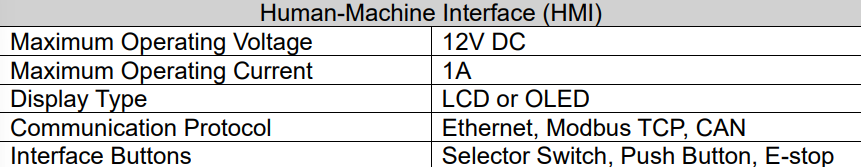 Human-Machine Interface (HMI)
Maximum Operating Voltage 12V DC
Maximum Operating Current 1A
Display Type LCD or OLED
Communication Protocol Ethernet, Modbus TCP, CAN
Interface Buttons Selector Switch, Push Button, E-stop